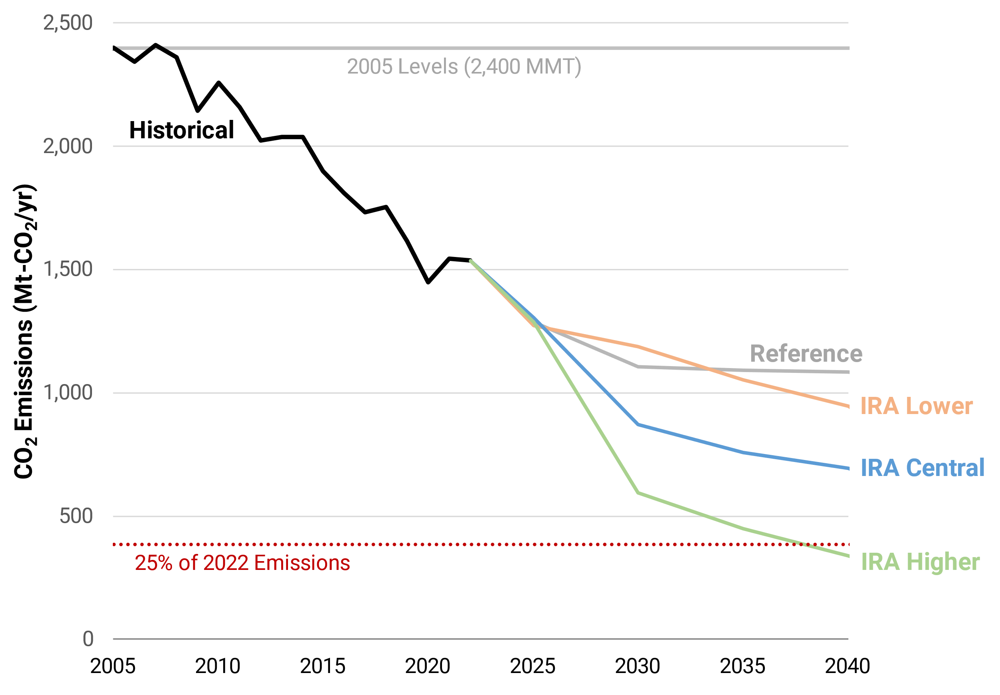 2,500
2005 Levels (2,400 MMT)
Historical
2,000
CO₂ Emissions (Mt-CO₂/yr)
1,500
Reference
1,000
IRA Lower
IRA Central
500
25% of 2022 Emissions
IRA Higher
0
2005 2010 2015 2020 2025 2030 2035 2040